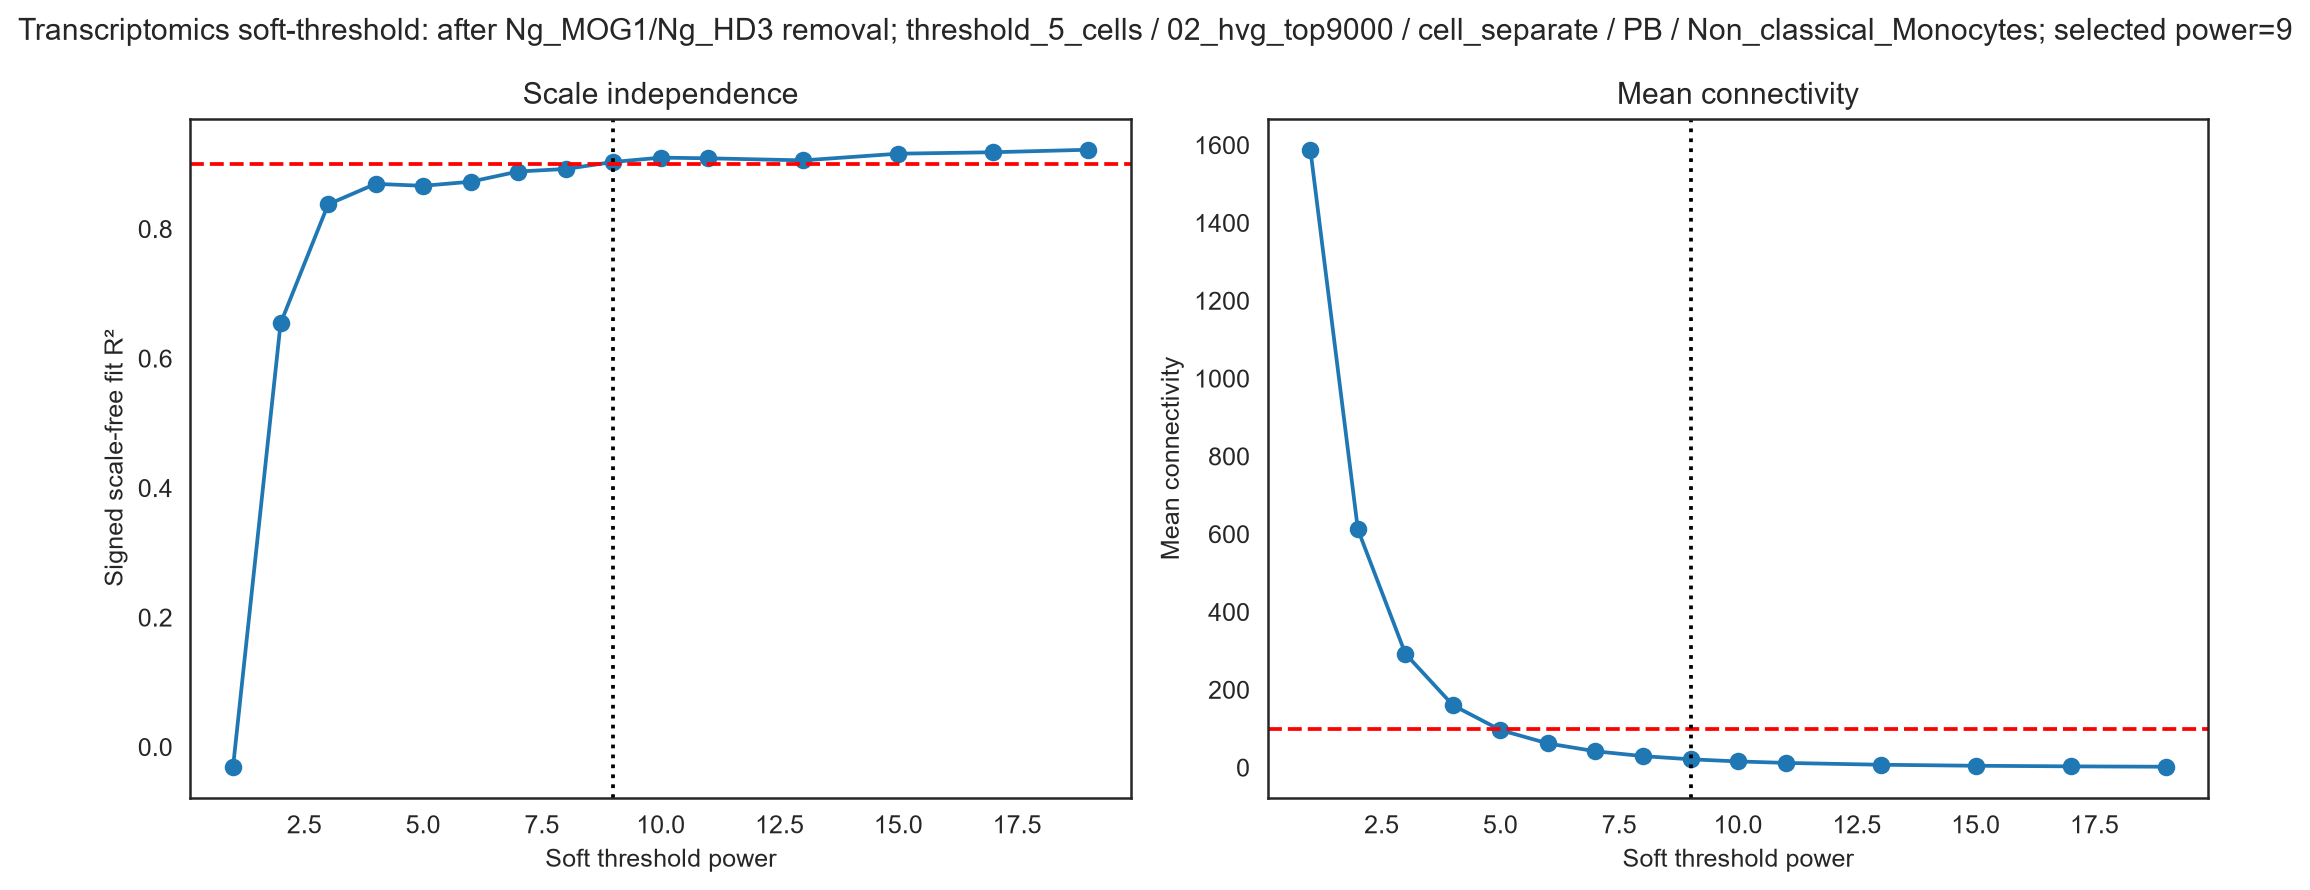 Transcriptomics soft-threshold: after Ng_MOG1/Ng_HD3 removal; threshold_5_cells / 02_hvg_top9000 / cell_separate / PB / Non_classical_Monocytes; selected power=9
Scale independence
Signed scale-free fit R²
0.8
0.6
0.4
0.2
0.0
2.5 5.0 7.5 10.0 12.5 15.0 17.5
Soft threshold power
Mean connectivity
Mean connectivity
1600
1400
1200
1000
800
600
400
200
0
2.5 5.0 7.5 10.0 12.5 15.0 17.5
Soft threshold power